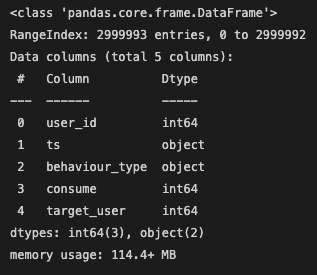 <class 'pandas.core.frame.DataFrame'>
RangeIndex: 2999993 entries, 0 to 2999992
Data columns (total 5 columns):
 #   Column          Dtype
---  ------          -----
 0   user_id         int64
 1   ts              object
 2   behaviour_type  object
 3   consume         int64
 4   target_user     int64
dtypes: int64(3), object(2)
memory usage: 114.4+ MB